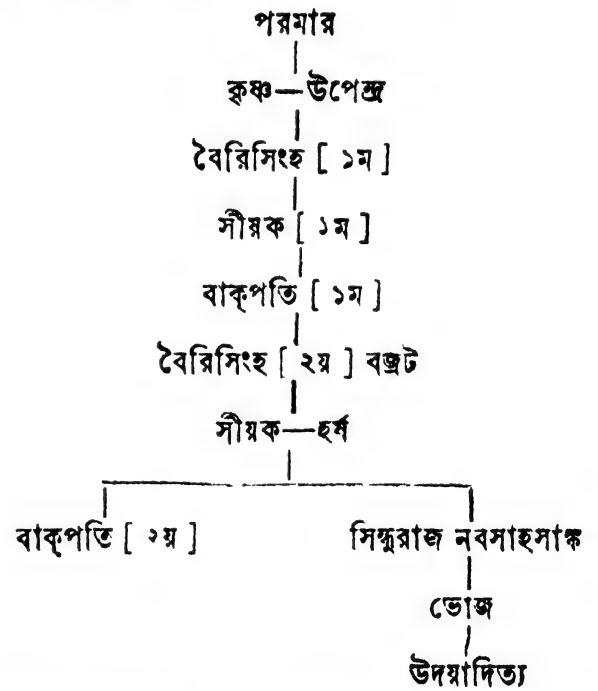 পরমার
কৃষ্ণ—উপেন্দ্র
বৈরিসিংহ [ ১ম ]
সীয়ক [ ১ম ]
বাক্‌পতি [ ১ম ]
বৈরিসিংহ [ ২য় ] বজ্রট
সীয়ক—হর্ষ
বাক্‌পতি [ ২য় ] সিন্ধুরাজ নবসাহসাঙ্ক
ভোজ
উদয়াদিত্য